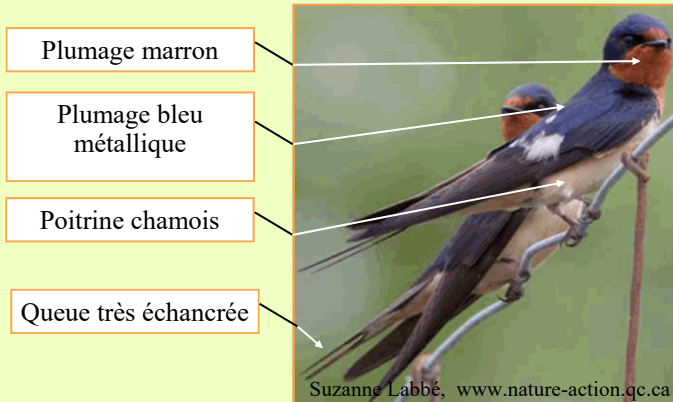 Plumage marron
Plumage bleu
métallique
Poitrine chamois
Queue très échancrée
Suzanne Labbé, www.nature-action.qc.ca